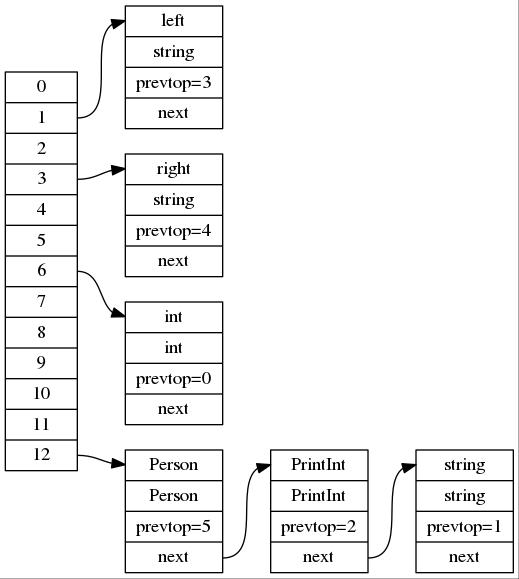 0
1
2
3
4
5
6
7
8
9
10
11
12
left
string
prevtop=3
next
right
string
prevtop=4
next
int
int
prevtop=0
next
Person
Person
prevtop=5
next
PrintInt
PrintInt
prevtop=2
next
string
string
prevtop=1
next